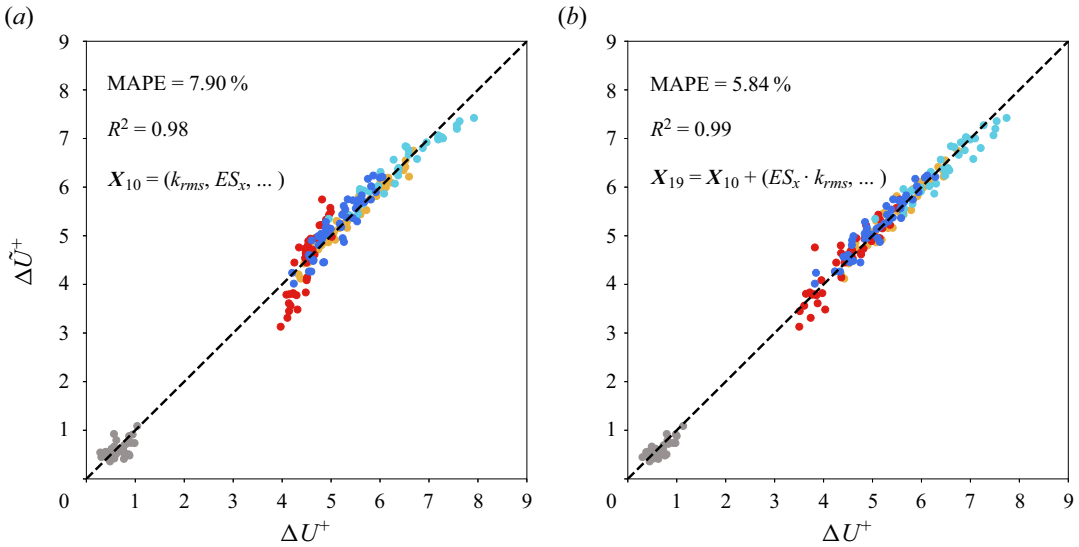 (a)
9
8
7
6
5
4
3
2
1
0
1 2 3 4 5 6 7 8 9
ΔŨ⁺
ΔU⁺
MAPE = 7.90 %
R² = 0.98
X₁₀ = (k_rms, ES_x, ... )
(b)
9
8
7
6
5
4
3
2
1
0
1 2 3 4 5 6 7 8 9
ΔU⁺
MAPE = 5.84 %
R² = 0.99
X₁₉ = X₁₀ + (ES_x · k_rms, ... )